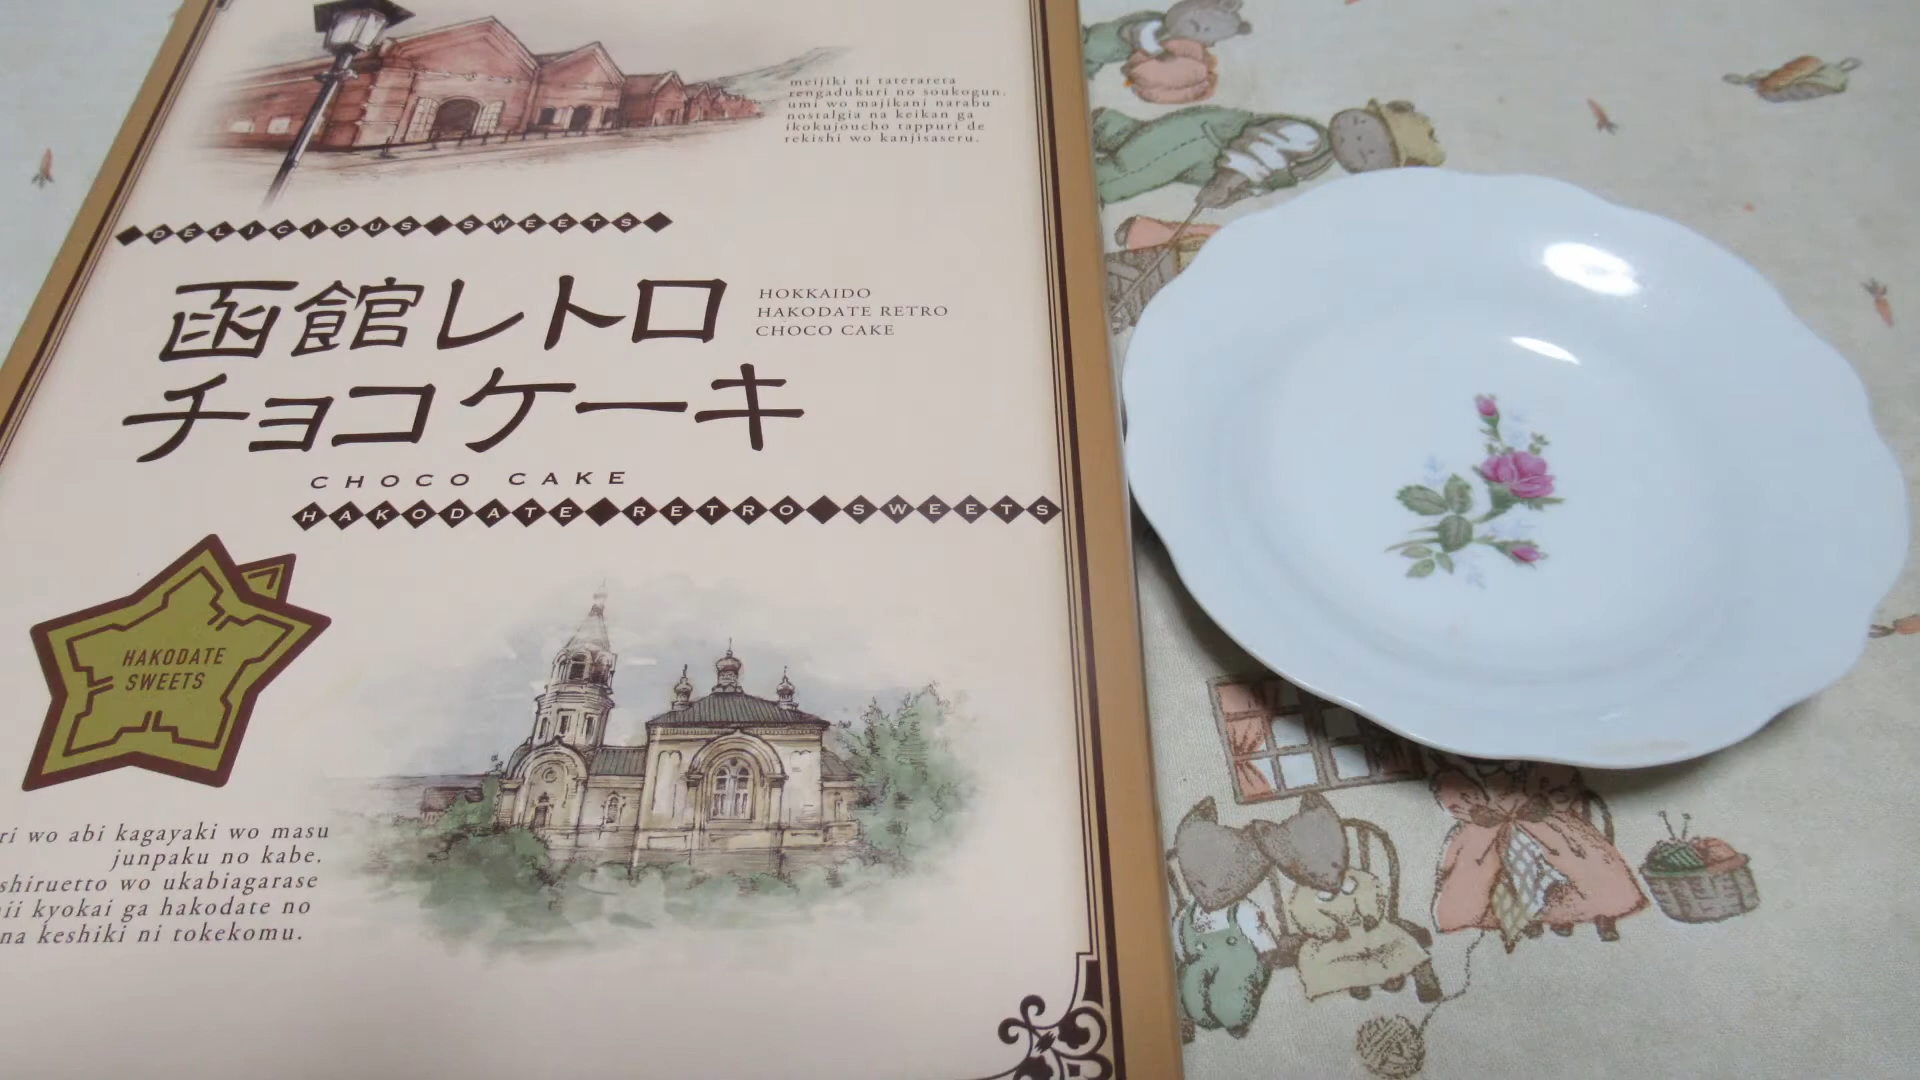 meijiki ni taterareta
rengadukuri no soukogun.
umi wo majikani narabu
nostalgia na keikan ga
ikokujoucho tappuri de
rekishi wo kanjisaseru.
DELICIOUS SWEETS
函館レトロ
チョコケーキ
HOKKAIDO
HAKODATE RETRO
CHOCO CAKE
CHOCO CAKE
HAKODATE RETRO SWEETS
HAKODATE
SWEETS
wo abi kagayaki wo masu
junpaku no kabe.
shiruetto wo ukabiagarase
kyokai ga hakodate no
keshiki ni tokekomu.